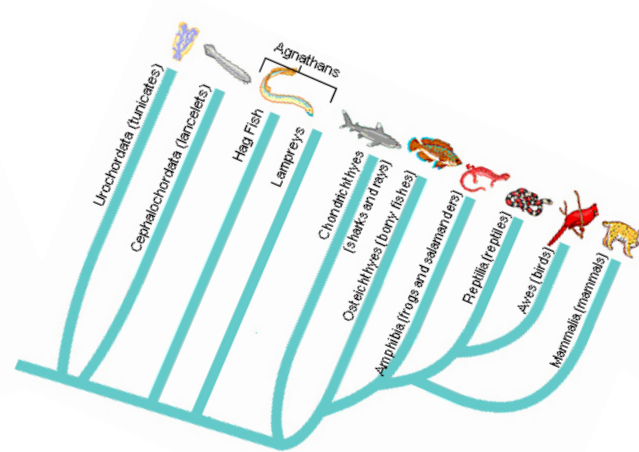 Agnathans
Urochordata (tunicates)
Cephalochordata (lancelets)
Hag Fish
Lampreys
Chondrichthyes
(sharks and rays)
Osteichthyes (bony fishes)
Amphibia (frogs and salamanders)
Reptilia (reptiles)
Aves (birds)
Mammalia (mammals)